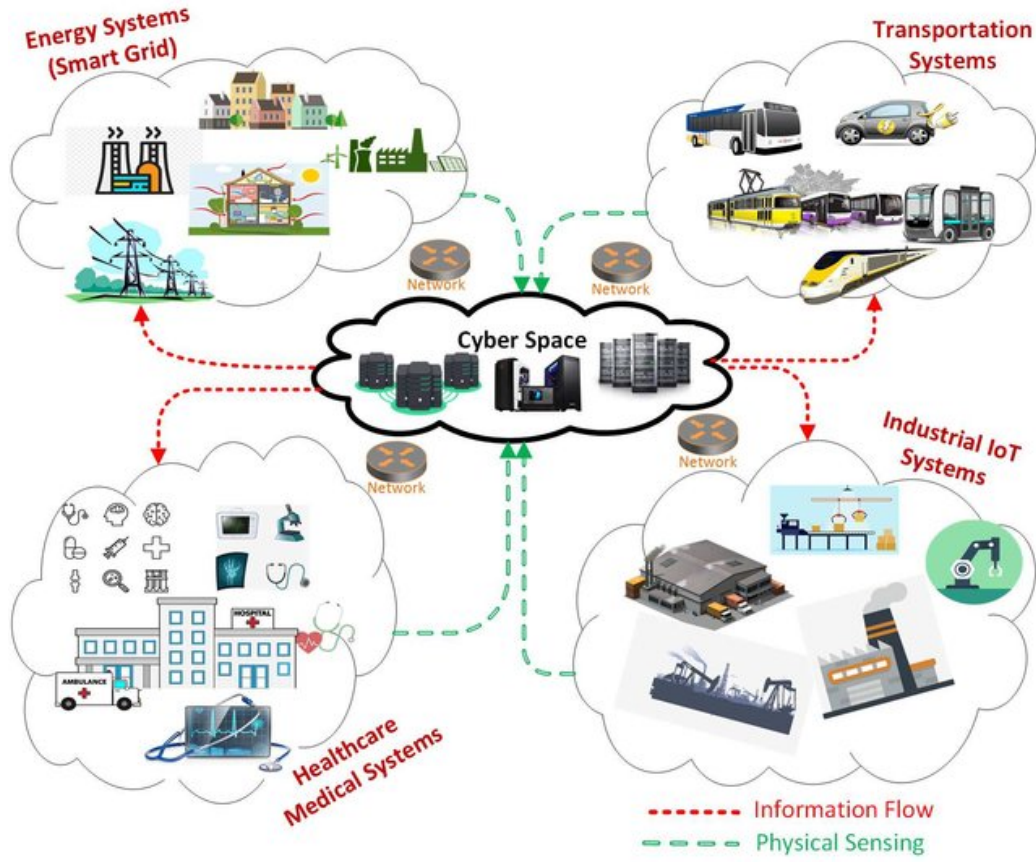 Energy Systems
(Smart Grid)
Transportation
Systems
Network
Network
Cyber Space
Network
Network
Industrial IoT
Systems
HOSPITAL
AMBULANCE
Healthcare
Medical Systems
Information Flow
Physical Sensing